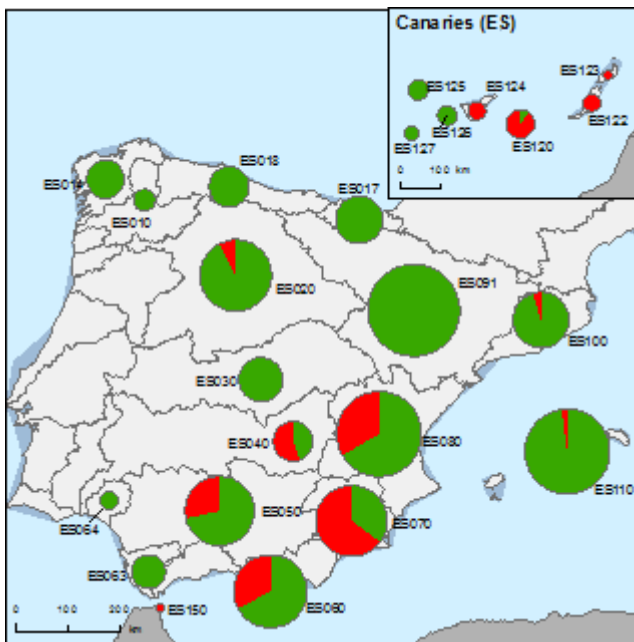 Canaries (ES)
ES123
ES125
ES124
ES122
ES126
ES120
ES127
0 100 km
ES018
ES014
ES017
ES010
ES020
ES091
ES100
ES030
ES040
ES080
ES110
ES050
ES070
ES064
ES063
ES060
ES150
0 100 200
km